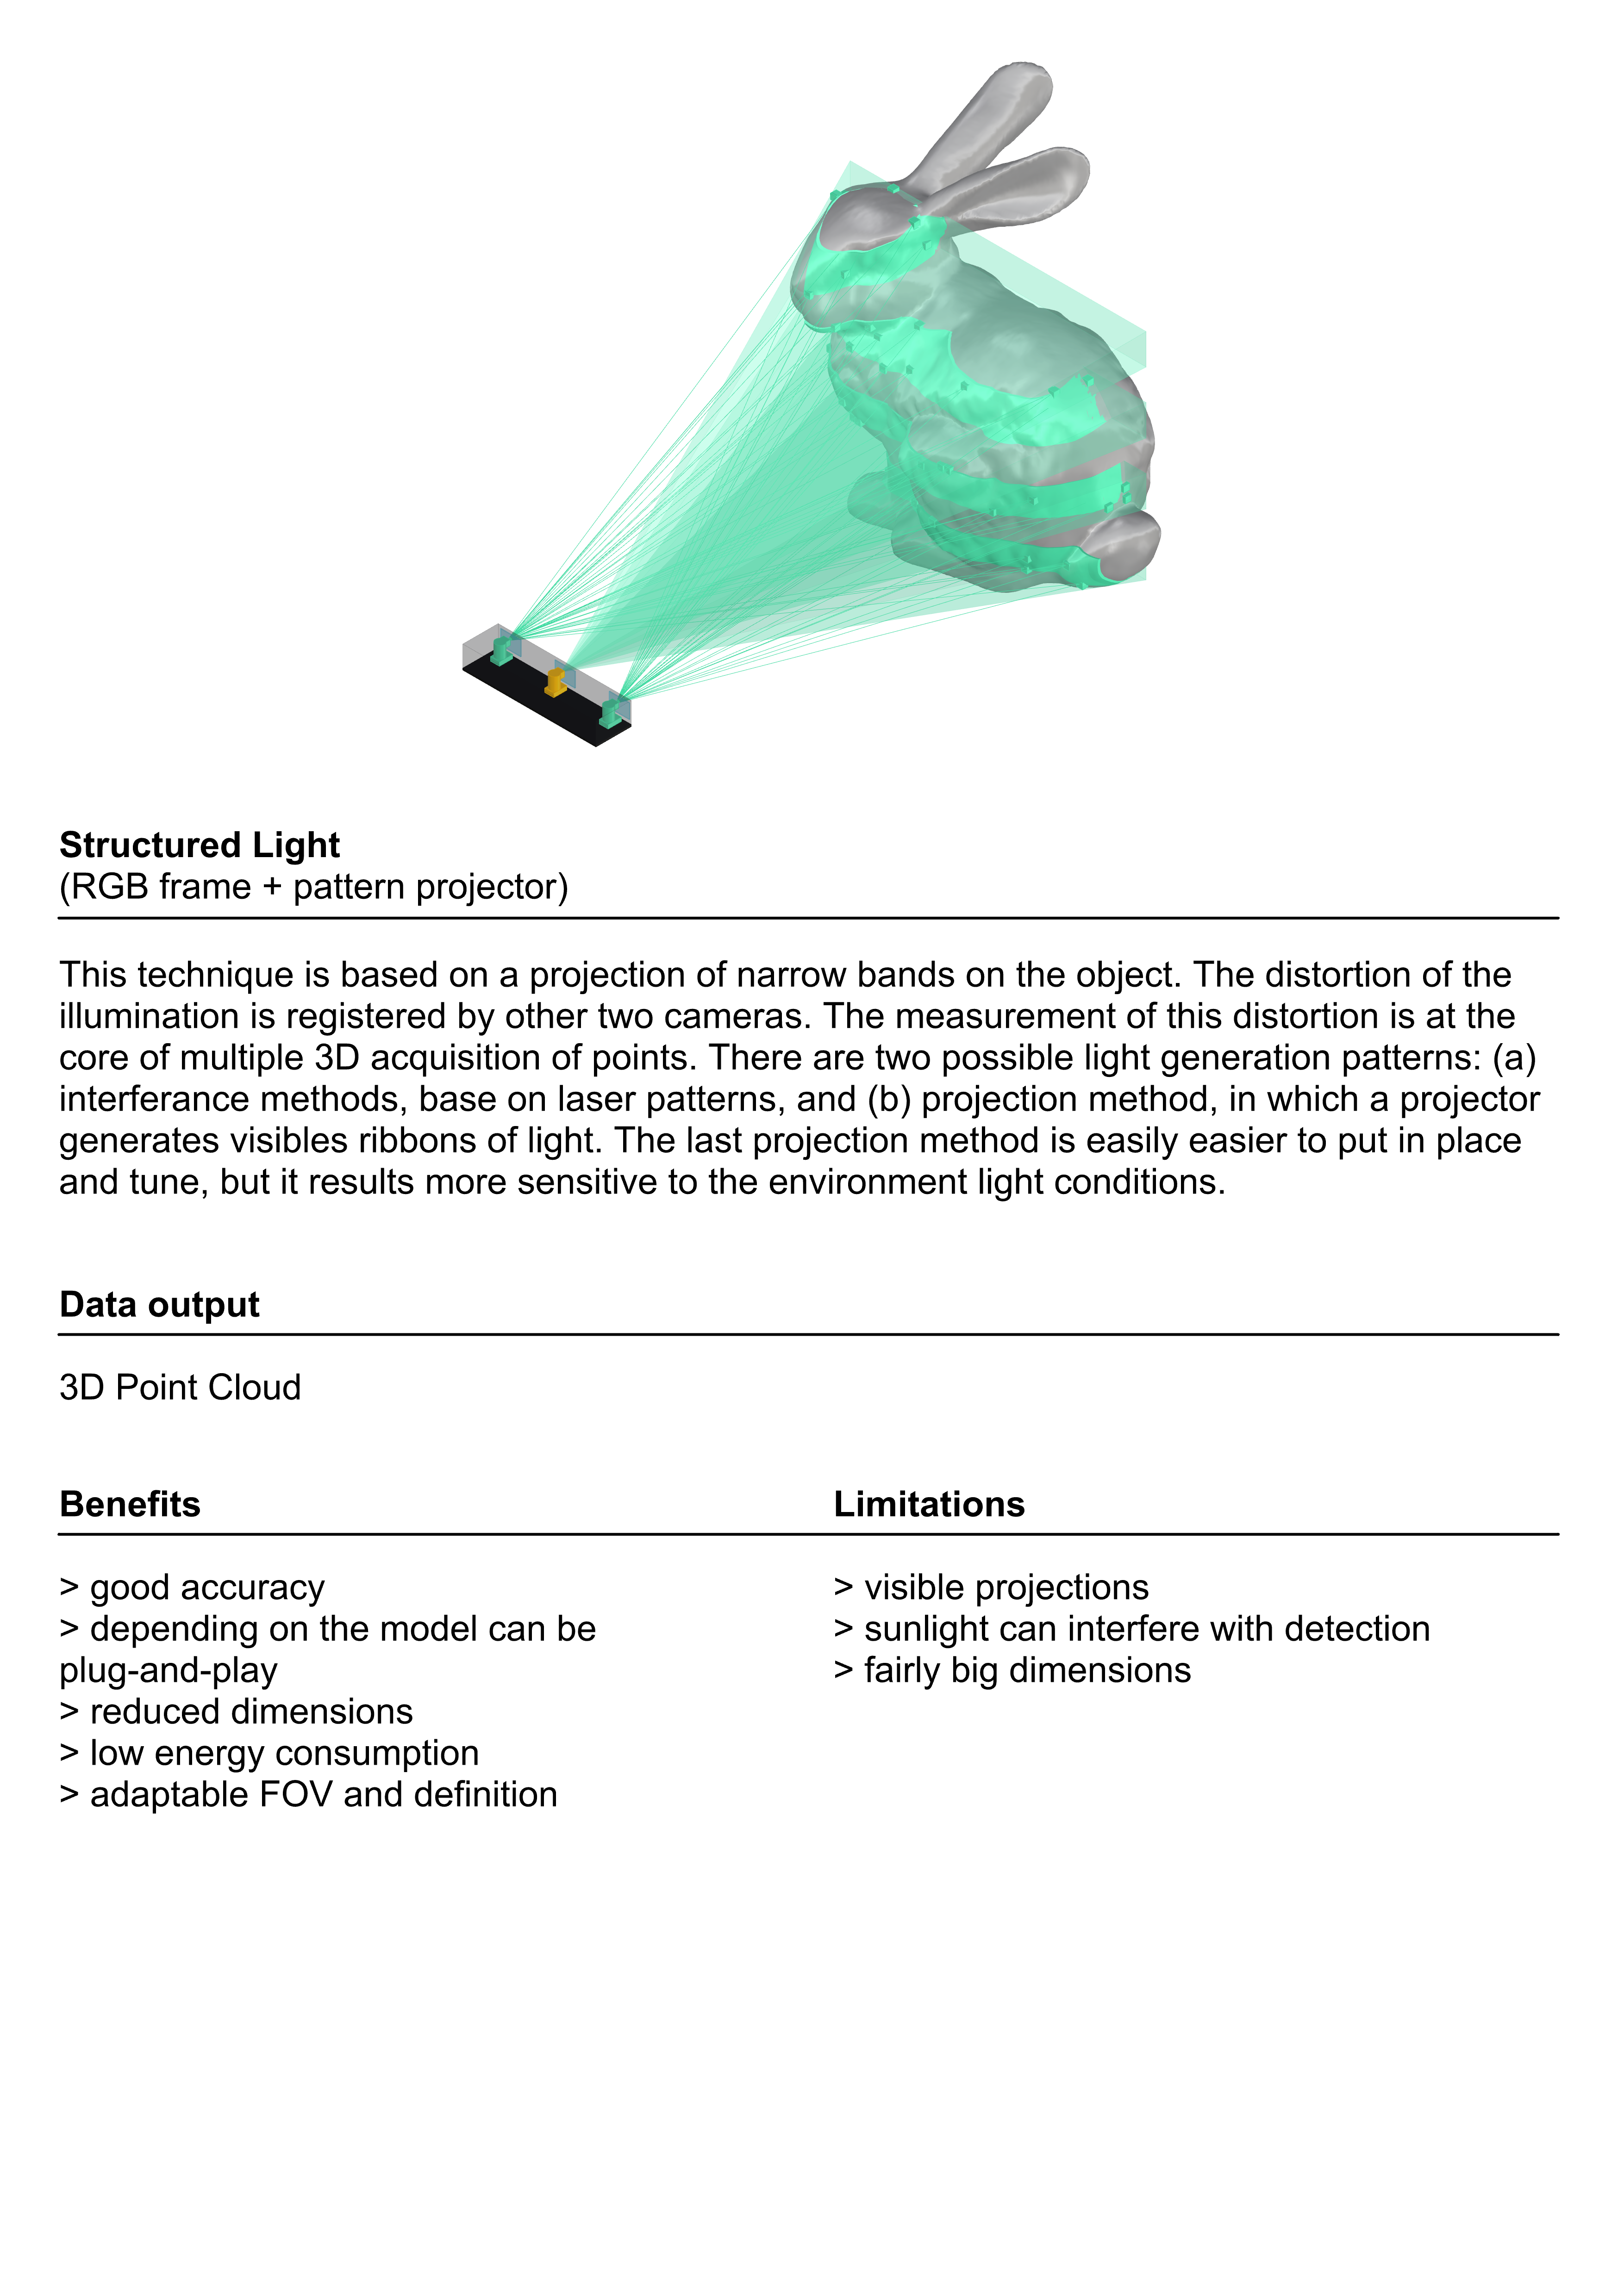 Structured Light
(RGB frame + pattern projector)
This technique is based on a projection of narrow bands on the object. The distortion of the
illumination is registered by other two cameras. The measurement of this distortion is at the
core of multiple 3D acquisition of points. There are two possible light generation patterns: (a)
interferance methods, base on laser patterns, and (b) projection method, in which a projector
generates visibles ribbons of light. The last projection method is easily easier to put in place
and tune, but it results more sensitive to the environment light conditions.
Data output
3D Point Cloud
Benefits
> good accuracy
> depending on the model can be
plug-and-play
> reduced dimensions
> low energy consumption
> adaptable FOV and definition
Limitations
> visible projections
> sunlight can interfere with detection
> fairly big dimensions